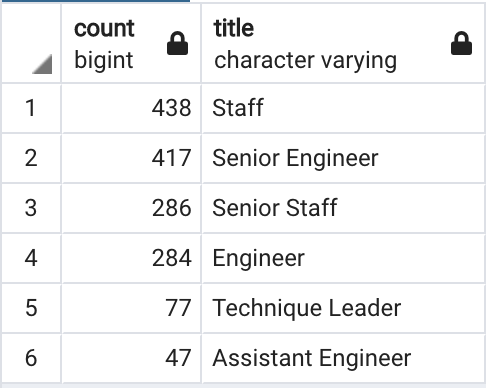 count title
bigint character varying
1 438 Staff
2 417 Senior Engineer
3 286 Senior Staff
4 284 Engineer
5 77 Technique Leader
6 47 Assistant Engineer